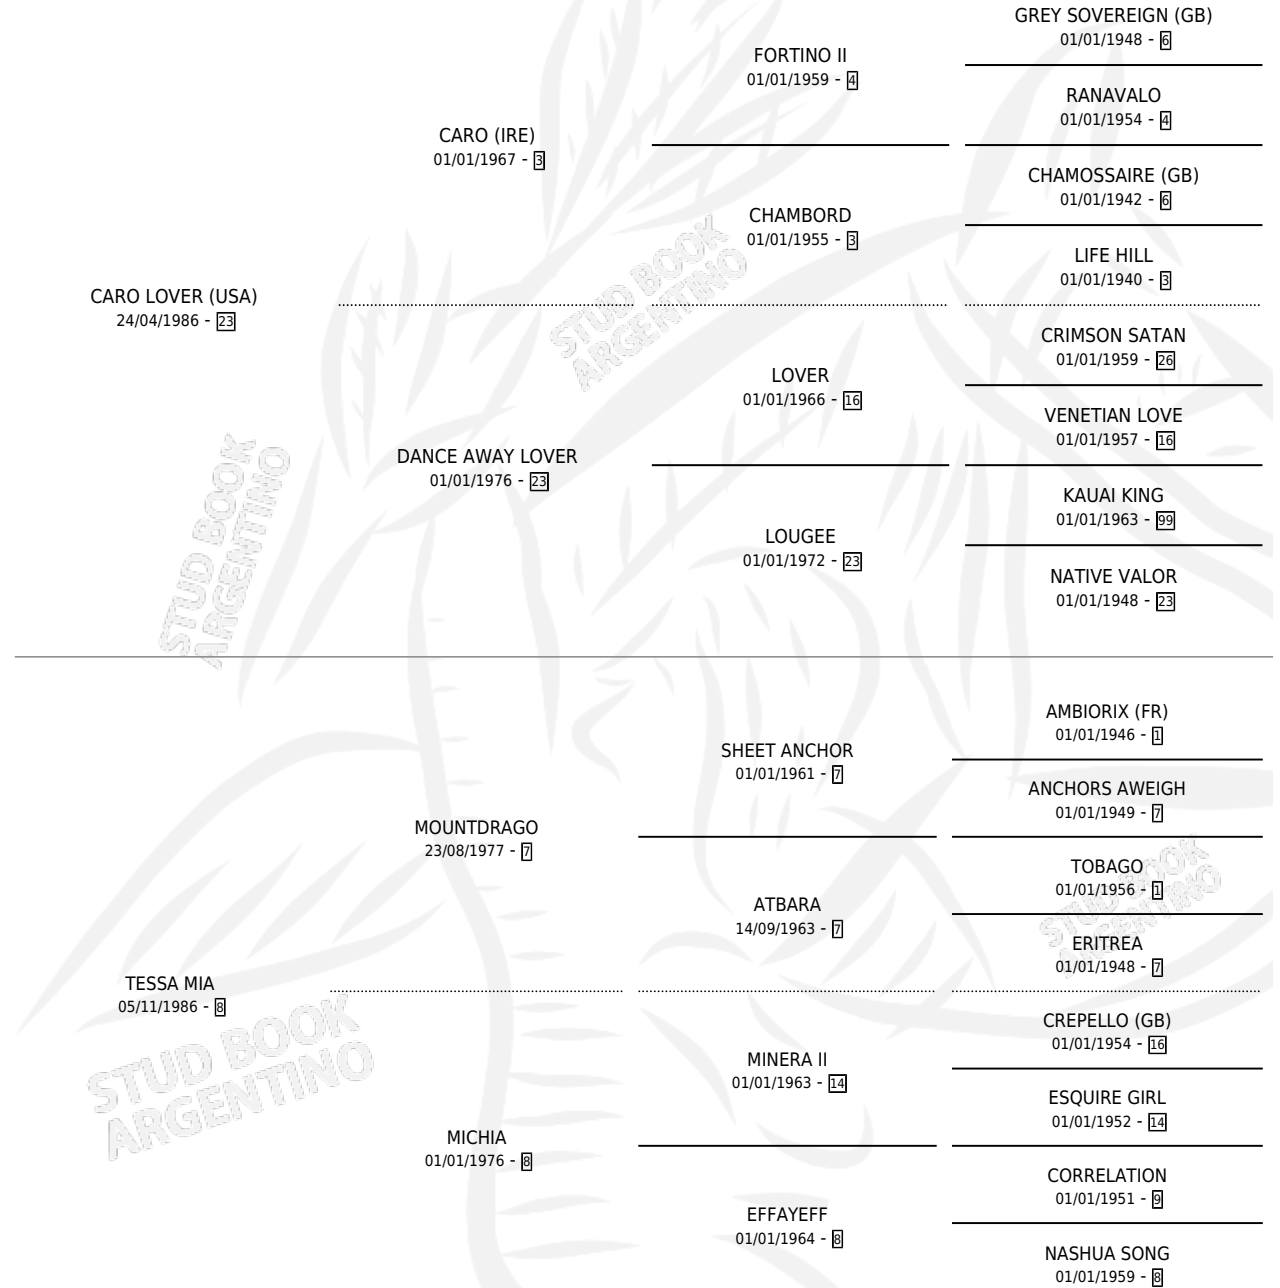 GREY SOVEREIGN (GB)
01/01/1948 - 6
FORTINO II
01/01/1959 - 4
RANAVALO
01/01/1954 - 4
CARO (IRE)
01/01/1967 - 3
CHAMOSSAIRE (GB)
01/01/1942 - 6
CHAMBORD
01/01/1955 - 3
LIFE HILL
01/01/1940 - 3
CARO LOVER (USA)
24/04/1986 - 23
CRIMSON SATAN
01/01/1959 - 26
LOVER
01/01/1966 - 16
VENETIAN LOVE
01/01/1957 - 16
DANCE AWAY LOVER
01/01/1976 - 23
KAUAI KING
01/01/1963 - 99
LOUGEE
01/01/1972 - 23
NATIVE VALOR
01/01/1948 - 23
STUD BOOK
ARGENTINO
STUD BOOK
ARGENTINO
AMBIORIX (FR)
01/01/1946 - 1
SHEET ANCHOR
01/01/1961 - 7
ANCHORS AWEIGH
01/01/1949 - 7
MOUNTDRAGO
23/08/1977 - 7
TOBAGO
01/01/1956 - 1
ATBARA
14/09/1963 - 7
ERITREA
01/01/1948 - 7
TESSA MIA
05/11/1986 - 8
CREPELLO (GB)
01/01/1954 - 16
MINERA II
01/01/1963 - 14
ESQUIRE GIRL
01/01/1952 - 14
MICHIA
01/01/1976 - 8
CORRELATION
01/01/1951 - 9
EFFAYEFF
01/01/1964 - 8
NASHUA SONG
01/01/1959 - 8
STUD BOOK
ARGENTINO
STUD BOOK
ARGENTINO